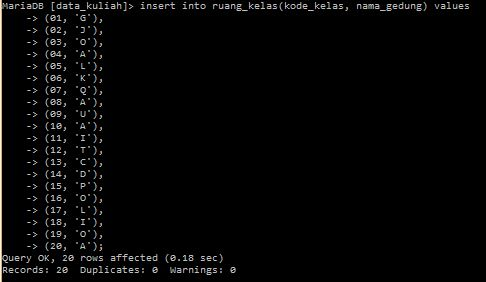 MariaDB [data_kuliah]> insert into ruang_kelas(kode_kelas, nama_gedung) values
-> (01, 'G'),
-> (02, 'J'),
-> (03, 'O'),
-> (04, 'A'),
-> (05, 'L'),
-> (06, 'K'),
-> (07, 'Q'),
-> (08, 'A'),
-> (09, 'U'),
-> (10, 'A'),
-> (11, 'I'),
-> (12, 'T'),
-> (13, 'C'),
-> (14, 'D'),
-> (15, 'P'),
-> (16, 'O'),
-> (17, 'L'),
-> (18, 'I'),
-> (19, 'O'),
-> (20, 'A');
Query OK, 20 rows affected (0.18 sec)
Records: 20  Duplicates: 0  Warnings: 0